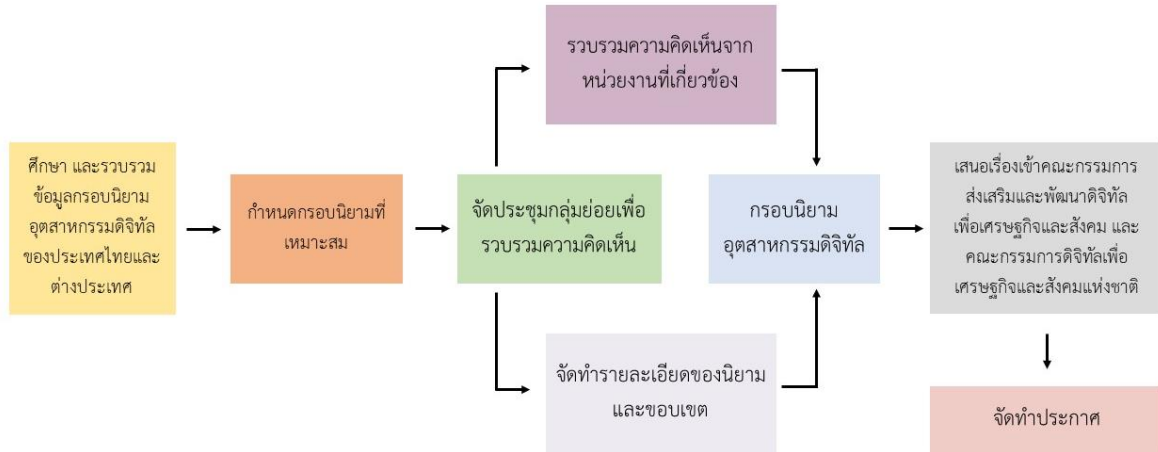 ศึกษา และรวบรวม
ข้อมูลกรอบนิยาม
อุตสาหกรรมดิจิทัล
ของประเทศไทยและ
ต่างประเทศ
กำหนดกรอบนิยามที่
เหมาะสม
จัดประชุมกลุ่มย่อยเพื่อ
รวบรวมความคิดเห็น
รวบรวมความคิดเห็นจาก
หน่วยงานที่เกี่ยวข้อง
จัดทำรายละเอียดของนิยาม
และขอบเขต
กรอบนิยาม
อุตสาหกรรมดิจิทัล
เสนอเรื่องเข้าคณะกรรมการ
ส่งเสริมและพัฒนาดิจิทัล
เพื่อเศรษฐกิจและสังคม และ
คณะกรรมการดิจิทัลเพื่อ
เศรษฐกิจและสังคมแห่งชาติ
จัดทำประกาศ